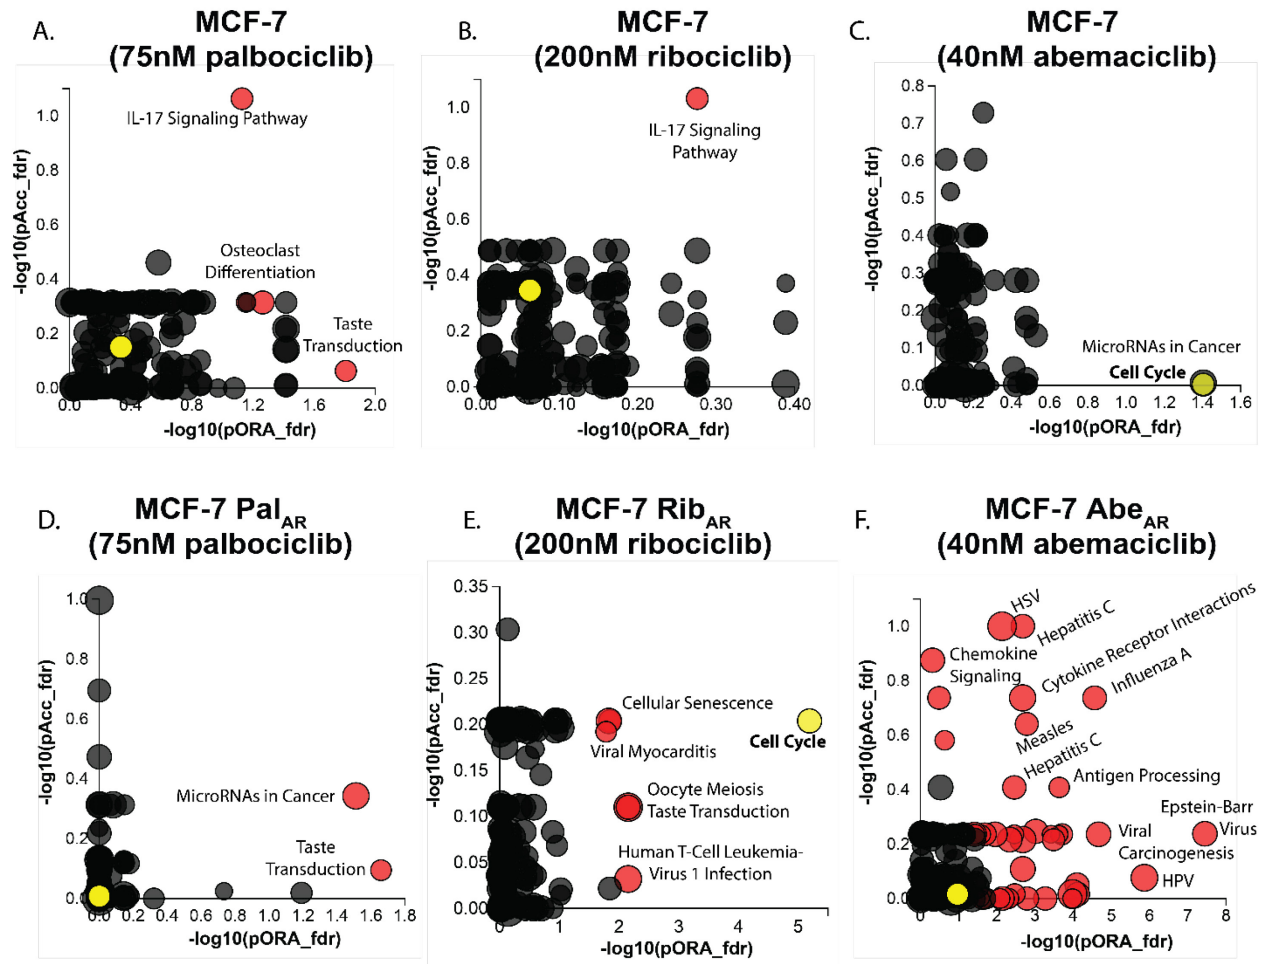 A.
MCF-7
(75nM palbociclib)
-log10(pAcc_fdr)
1.0
0.8
0.6
0.4
0.2
0.0
IL-17 Signaling Pathway
Osteoclast
Differentiation
Taste
Transduction
0.0 0.4 0.8 1.2 1.6 2.0
-log10(pORA_fdr)
B.
MCF-7
(200nM ribociclib)
-log10(pAcc_fdr)
1.0
0.8
0.6
0.4
0.2
0.0
IL-17 Signaling
Pathway
0.00 0.10 0.20 0.30 0.40
-log10(pORA_fdr)
C.
MCF-7
(40nM abemaciclib)
-log10(pAcc_fdr)
0.8
0.7
0.6
0.5
0.4
0.3
0.2
0.1
0.0
MicroRNAs in Cancer
Cell Cycle
0.0 0.2 0.4 0.6 0.8 1.0 1.2 1.4 1.6
-log10(pORA_fdr)
D.
MCF-7 PalAR
(75nM palbociclib)
-log10(pAcc_fdr)
1.0
0.8
0.6
0.4
0.2
0.0
MicroRNAs in Cancer
Taste
Transduction
0.0 0.2 0.4 0.6 0.8 1.0 1.2 1.4 1.6 1.8
-log10(pORA_fdr)
E.
MCF-7 RibAR
(200nM ribociclib)
-log10(pAcc_fdr)
0.35
0.30
0.25
0.20
0.15
0.10
0.05
0.00
Cellular Senescence
Cell Cycle
Viral Myocarditis
Oocyte Meiosis
Taste Transduction
Human T-Cell Leukemia-
Virus 1 Infection
0 1 2 3 4 5
-log10(pORA_fdr)
F.
MCF-7 AbeAR
(40nM abemaciclib)
-log10(pAcc_fdr)
1.0
0.8
0.6
0.4
0.2
0.0
HSV
Hepatitis C
Chemokine
Signaling
Cytokine Receptor Interactions
Influenza A
Measles
Hepatitis C
Antigen Processing
Epstein-Barr
Virus
Viral
Carcinogenesis
HPV
0 1 2 3 4 5 6 7 8
-log10(pORA_fdr)